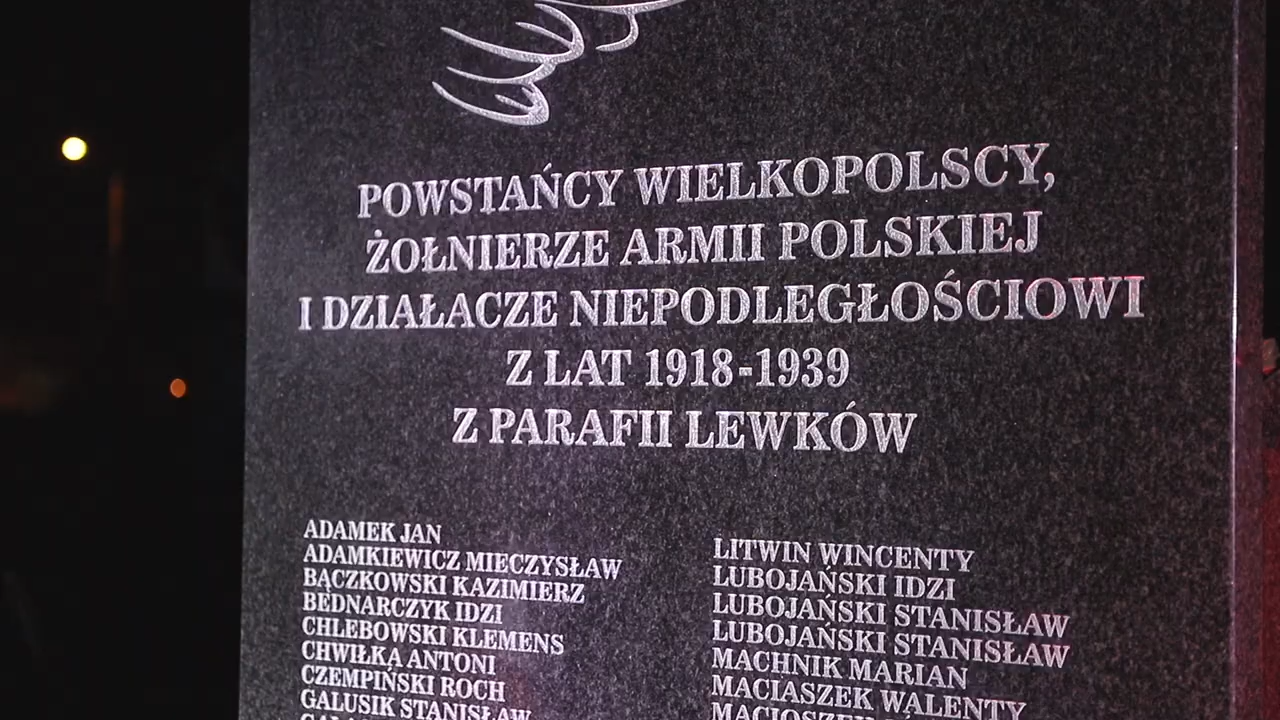 POWSTAŃCY WIELKOPOLSCY,
ŻOŁNIERZE ARMII POLSKIEJ
I DZIAŁACZE NIEPODLEGŁOŚCIOWI
Z LAT 1918-1939
Z PARAFII LEWKÓW
ADAMEK JAN
ADAMKIEWICZ MIECZYSŁAW
BĄCZKOWSKI KAZIMIERZ
BEDNARCZYK IDZI
CHLEBOWSKI KLEMENS
CHWIŁKA ANTONI
CZEMPIŃSKI ROCH
GALUSIK STANISŁAW
LITWIN WINCENTY
LUBOJAŃSKI IDZI
LUBOJAŃSKI STANISŁAW
LUBOJAŃSKI STANISŁAW
MACHNIK MARIAN
MACIASZEK WALENTY